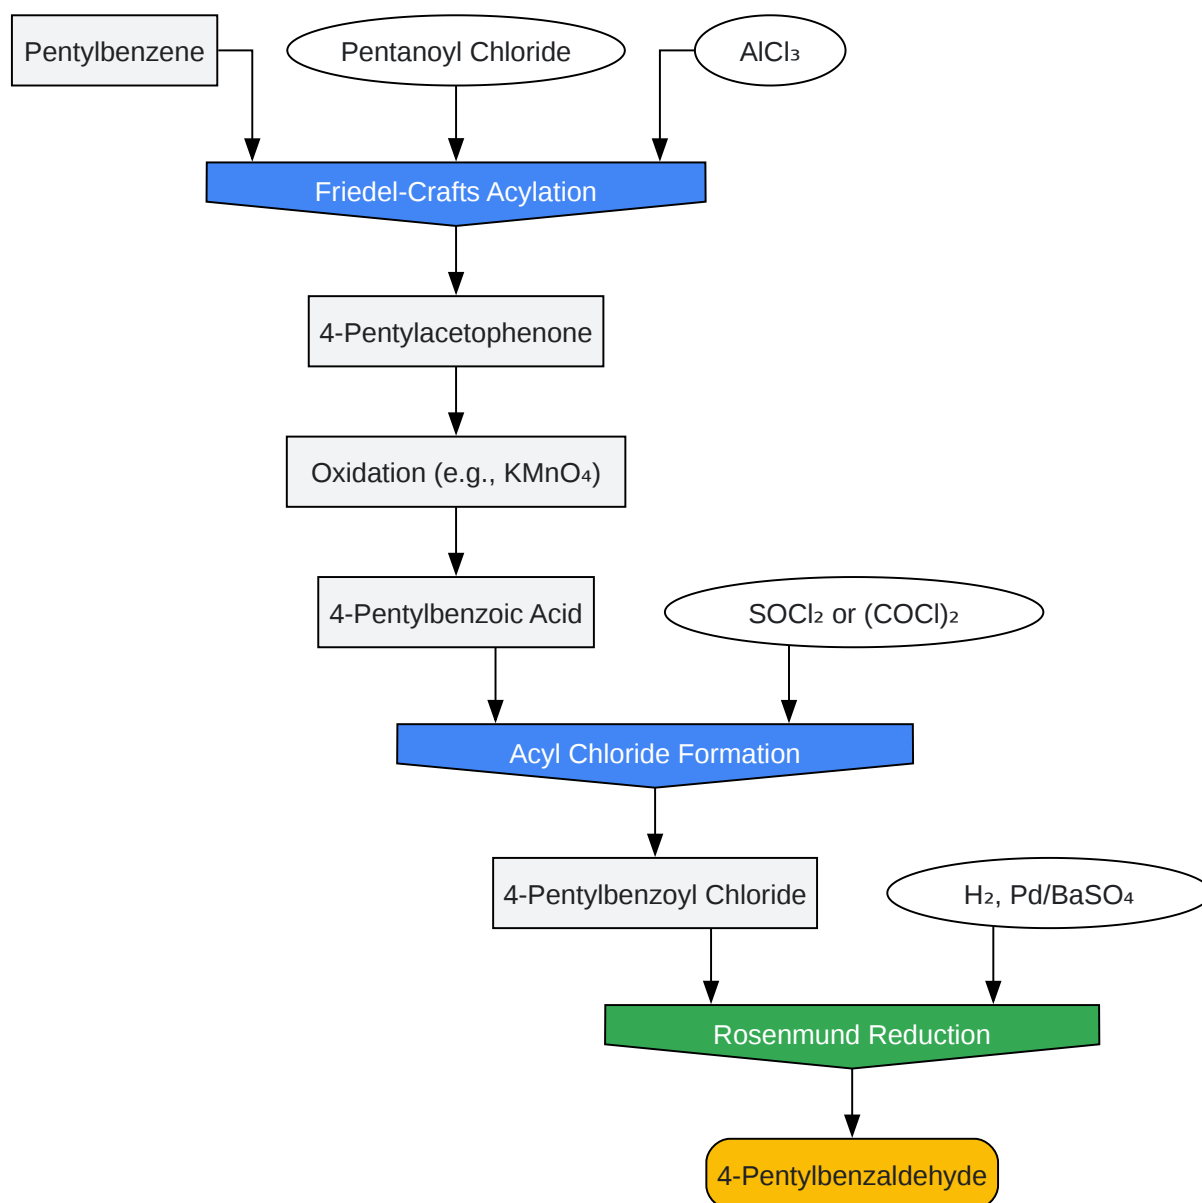 Pentylbenzene
Pentanoyl Chloride
AlCl₃
Friedel-Crafts Acylation
4-Pentylacetophenone
Oxidation (e.g., KMnO₄)
4-Pentylbenzoic Acid
SOCl₂ or (COCl)₂
Acyl Chloride Formation
4-Pentylbenzoyl Chloride
H₂, Pd/BaSO₄
Rosenmund Reduction
4-Pentylbenzaldehyde